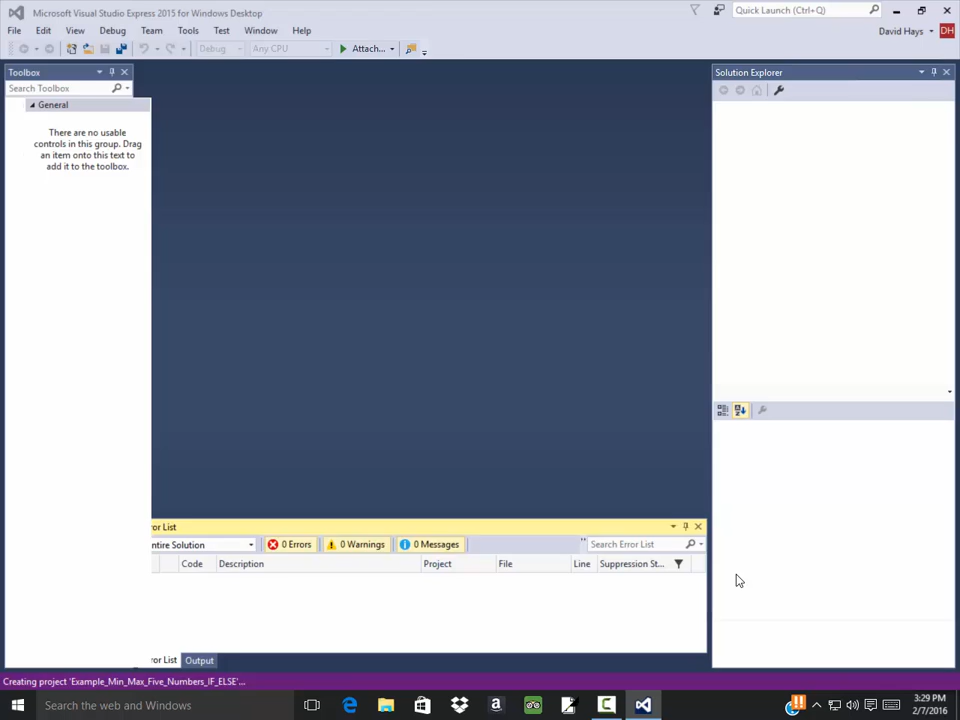 Microsoft Visual Studio Express 2015 for Windows Desktop
Quick Launch (Ctrl+Q)
File Edit View Debug Team Tools Test Window Help
David Hays DH
Debug Any CPU Attach...
Toolbox
Solution Explorer
Search Toolbox
General
There are no usable
controls in this group. Drag
an item onto this text to
add it to the toolbox.
or List
ntire Solution 0 Errors 0 Warnings 0 Messages " Search Error List
Code Description Project File Line Suppression St...
or List Output
Creating project 'Example_Min_Max_Five_Numbers_IF_ELSE'...
Search the web and Windows
3:29 PM
2/7/2016